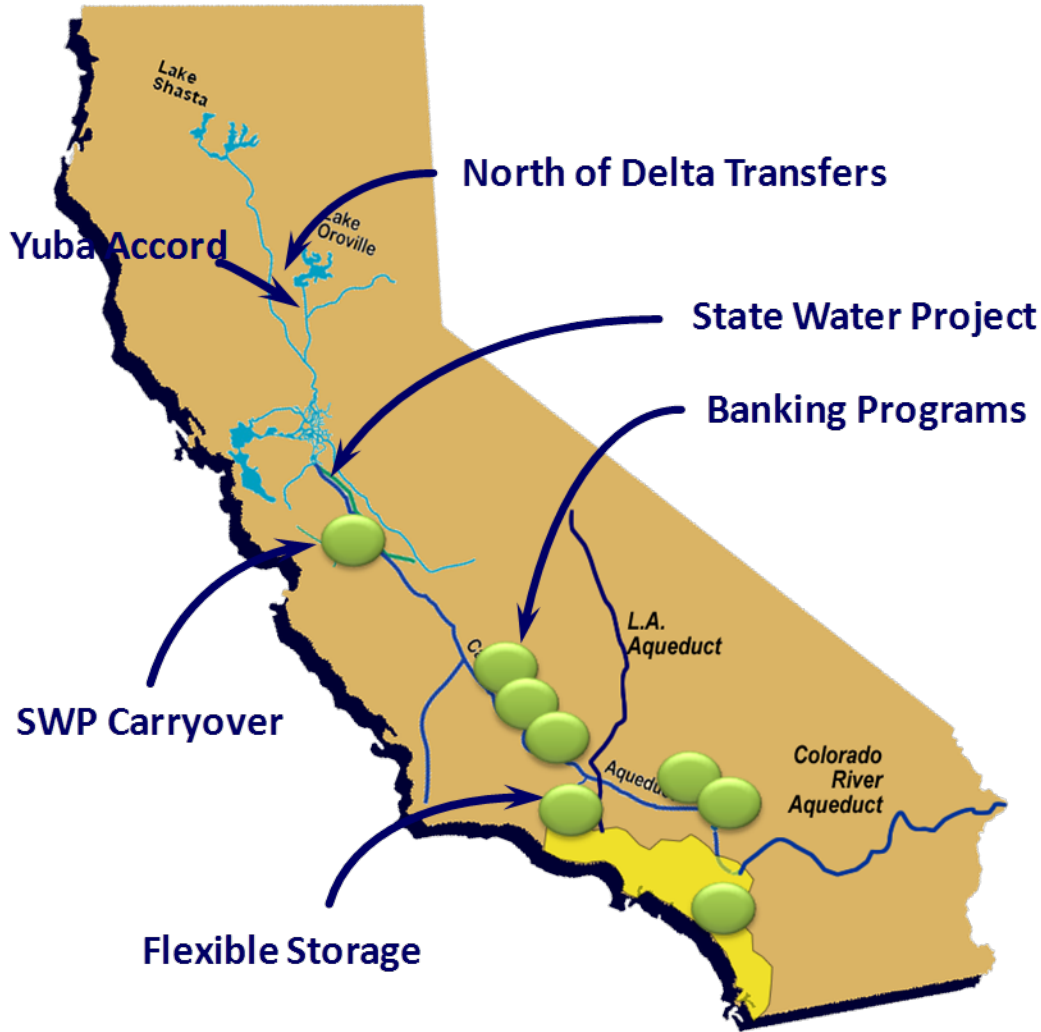 Lake
Shasta
North of Delta Transfers
Lake
Oroville
Yuba Accord
State Water Project
Banking Programs
L.A.
Aqueduct
SWP Carryover
Colorado
River
Aqueduct
Flexible Storage